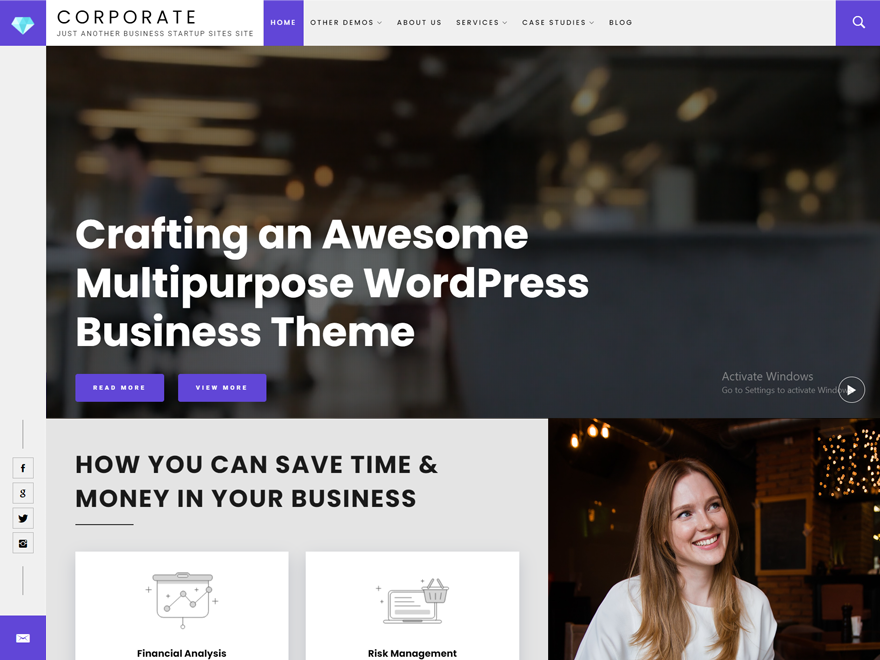 CORPORATE
JUST ANOTHER BUSINESS STARTUP SITES SITE
HOME
OTHER DEMOS
ABOUT US
SERVICES
CASE STUDIES
BLOG
Crafting an Awesome
Multipurpose WordPress
Business Theme
READ MORE
VIEW MORE
Activate Windows
Go to Settings to activate Windows
HOW YOU CAN SAVE TIME &
MONEY IN YOUR BUSINESS
Financial Analysis
Risk Management